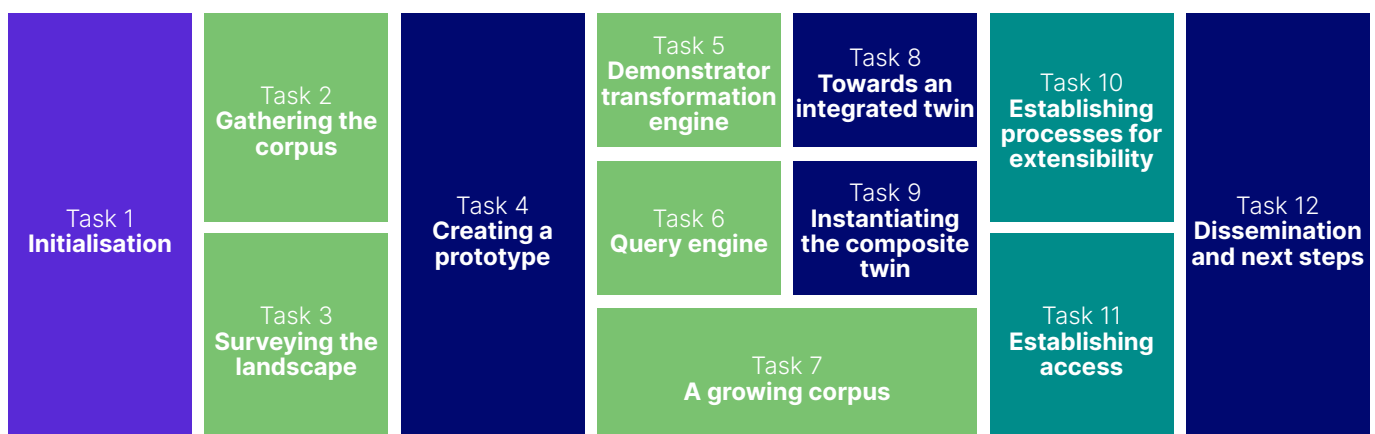 Task 1
Initialisation
Task 2
Gathering the
corpus
Task 3
Surveying the
landscape
Task 4
Creating a
prototype
Task 5
Demonstrator
transformation
engine
Task 6
Query engine
Task 7
A growing corpus
Task 8
Towards an
integrated twin
Task 9
Instantiating
the composite
twin
Task 10
Establishing
processes for
extensibility
Task 11
Establishing
access
Task 12
Dissemination
and next steps